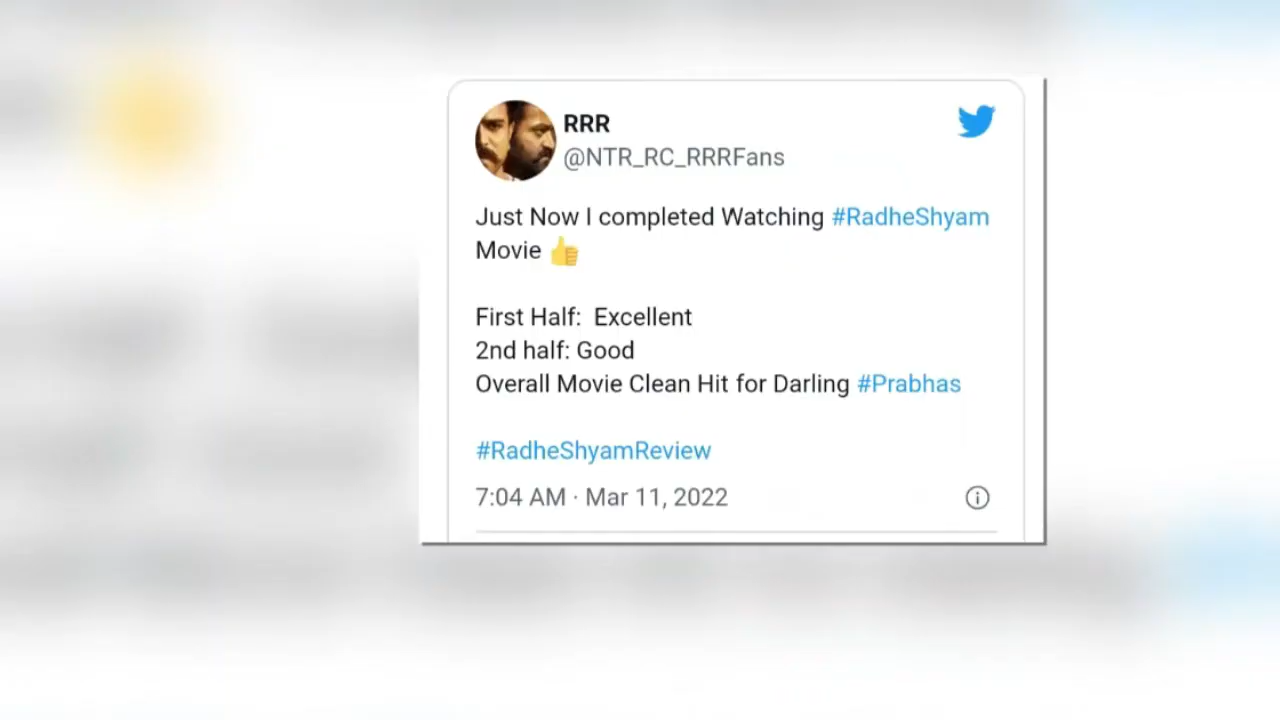 RRR
@NTR_RC_RRRFans
Just Now I completed Watching #RadheShyam
Movie 👍
First Half:  Excellent
2nd half: Good
Overall Movie Clean Hit for Darling #Prabhas
#RadheShyamReview
7:04 AM · Mar 11, 2022